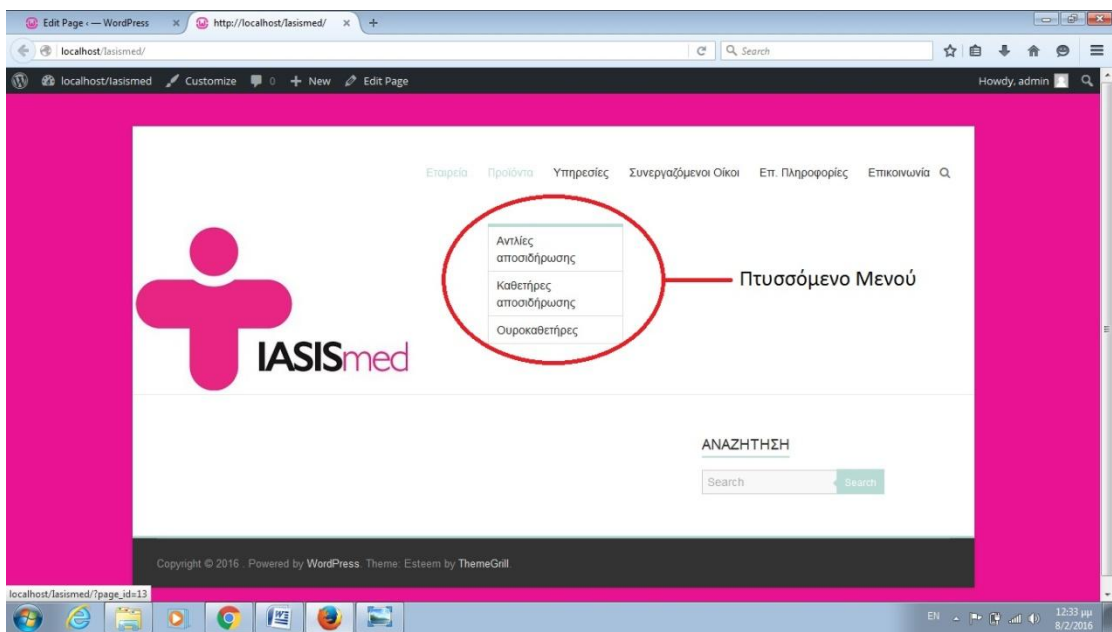 Edit Page ‹ — WordPress
http://localhost/Iasismed/
localhost/Iasismed/
Search
localhost/Iasismed
Customize
0
New
Edit Page
Howdy, admin
Εταιρεία
Προϊόντα
Υπηρεσίες
Συνεργαζόμενοι Οίκοι
Επ. Πληροφορίες
Επικοινωνία
Αντλίες
αποσιδήρωσης
Καθετήρες
αποσιδήρωσης
Ουροκαθετήρες
Πτυσσόμενο Μενού
IASISmed
ΑΝΑΖΗΤΗΣΗ
Search
Search
Copyright © 2016 . Powered by WordPress. Theme: Esteem by ThemeGrill.
localhost/Iasismed/?page_id=13
EN
12:33 μμ
8/2/2016